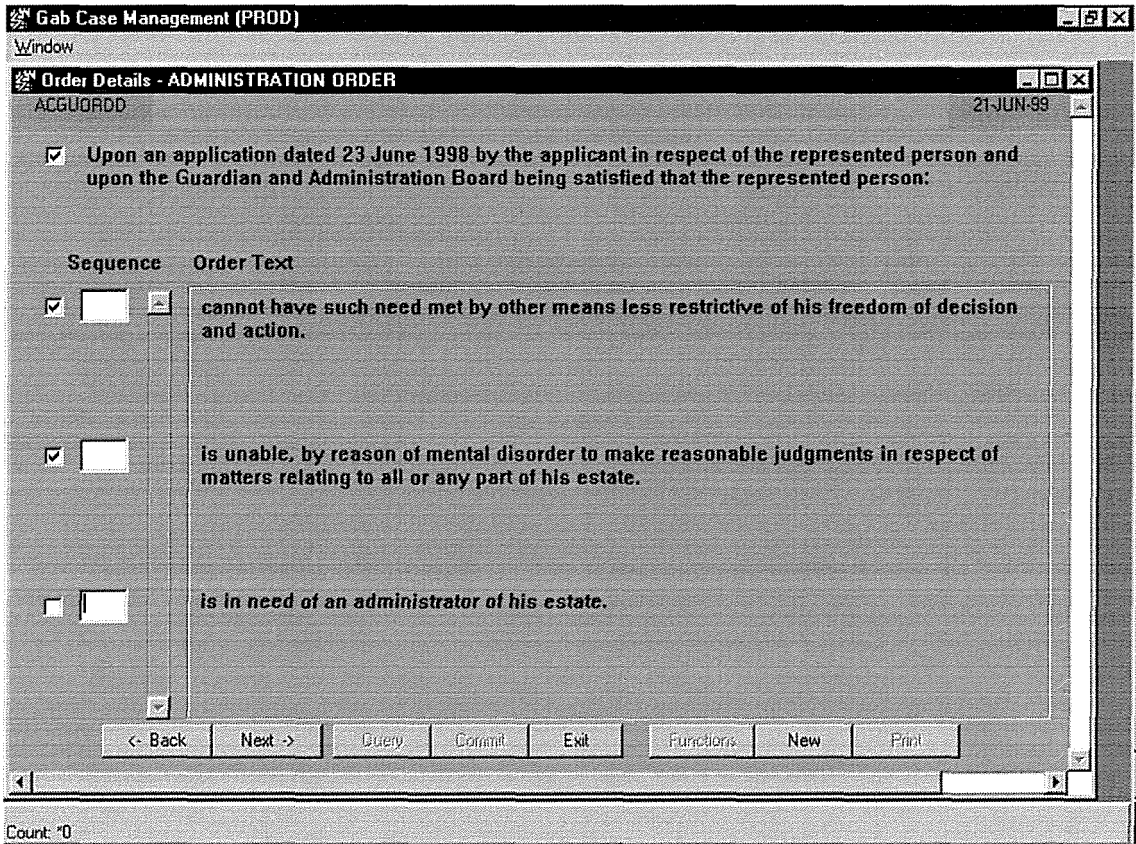 Gab Case Management (PROD)
Window
Order Details - ADMINISTRATION ORDER
ACGUORDD 21-JUN-99
Upon an application dated 23 June 1998 by the applicant in respect of the represented person and
upon the Guardian and Administration Board being satisfied that the represented person:
Sequence Order Text
cannot have such need met by other means less restrictive of his freedom of decision
and action.
is unable, by reason of mental disorder to make reasonable judgments in respect of
matters relating to all or any part of his estate.
is in need of an administrator of his estate.
<- Back Next -> Query Commit Exit Functions New Print
Count: *0